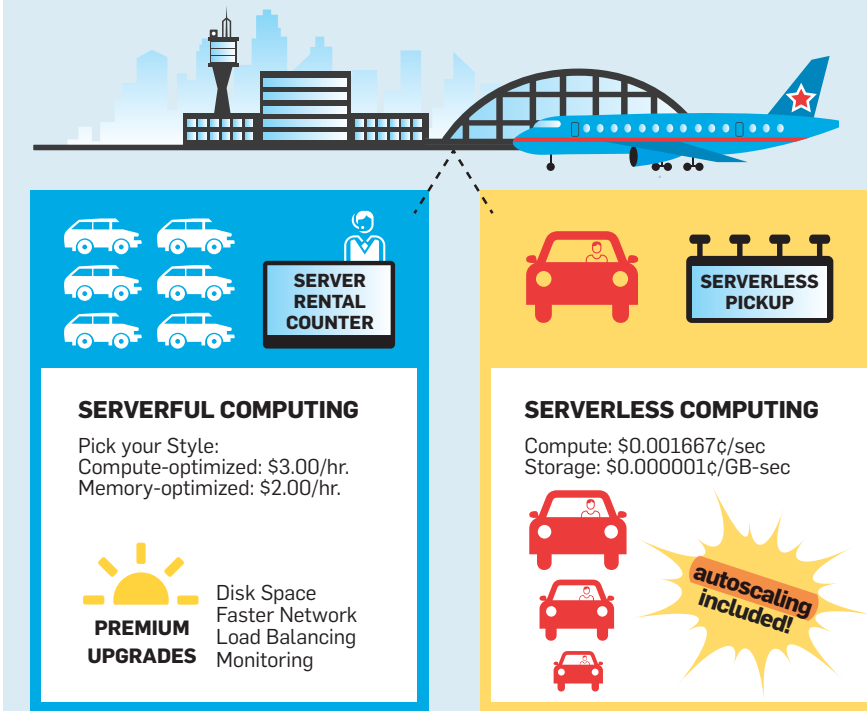 SERVER
RENTAL
COUNTER
SERVERFUL COMPUTING
Pick your Style:
Compute-optimized: $3.00/hr.
Memory-optimized: $2.00/hr.
PREMIUM
UPGRADES
Disk Space
Faster Network
Load Balancing
Monitoring
SERVERLESS
PICKUP
SERVERLESS COMPUTING
Compute: $0.001667¢/sec
Storage: $0.000001¢/GB-sec
autoscaling
included!